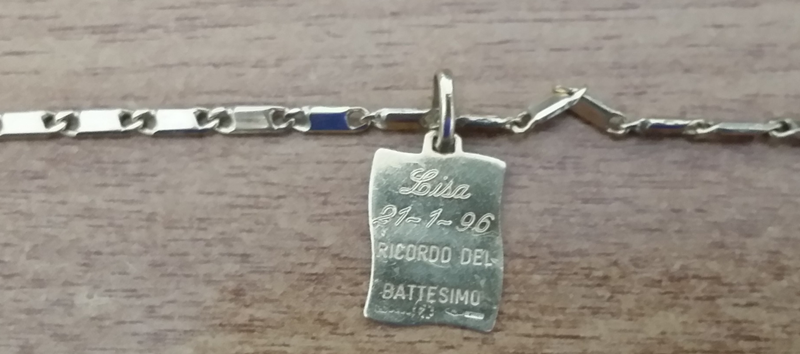 Lisa
21-1-96
RICORDO DEL
BATTESIMO